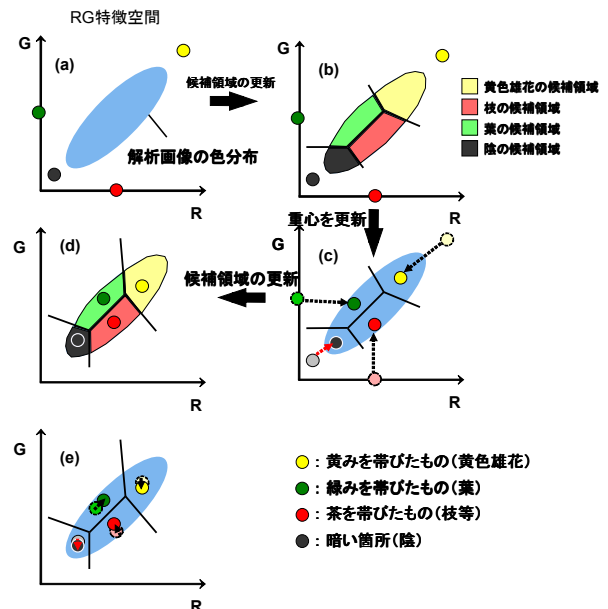 RG特徴空間
G
(a)
解析画像の色分布
R
候補領域の更新
G
(b)
R
黄色雄花の候補領域
枝の候補領域
葉の候補領域
陰の候補領域
重心を更新
G
(c)
R
候補領域の更新
G
(d)
R
G
(e)
R
：黄みを帯びたもの（黄色雄花）
：緑みを帯びたもの（葉）
：茶を帯びたもの（枝等）
：暗い箇所（陰）